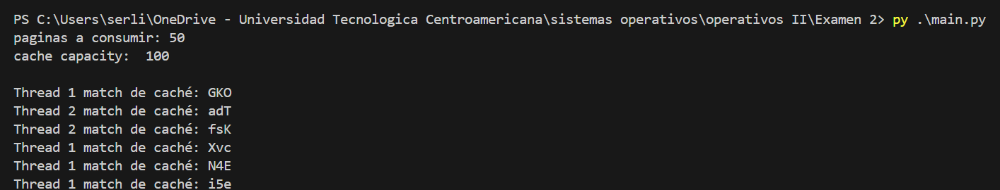 PS C:\Users\serli\OneDrive - Universidad Tecnologica Centroamericana\sistemas operativos\operativos II\Examen 2> py .\main.py
paginas a consumir: 50
cache capacity:  100
Thread 1 match de caché: GKO
Thread 2 match de caché: adT
Thread 2 match de caché: fsK
Thread 1 match de caché: Xvc
Thread 1 match de caché: N4E
Thread 1 match de caché: i5e